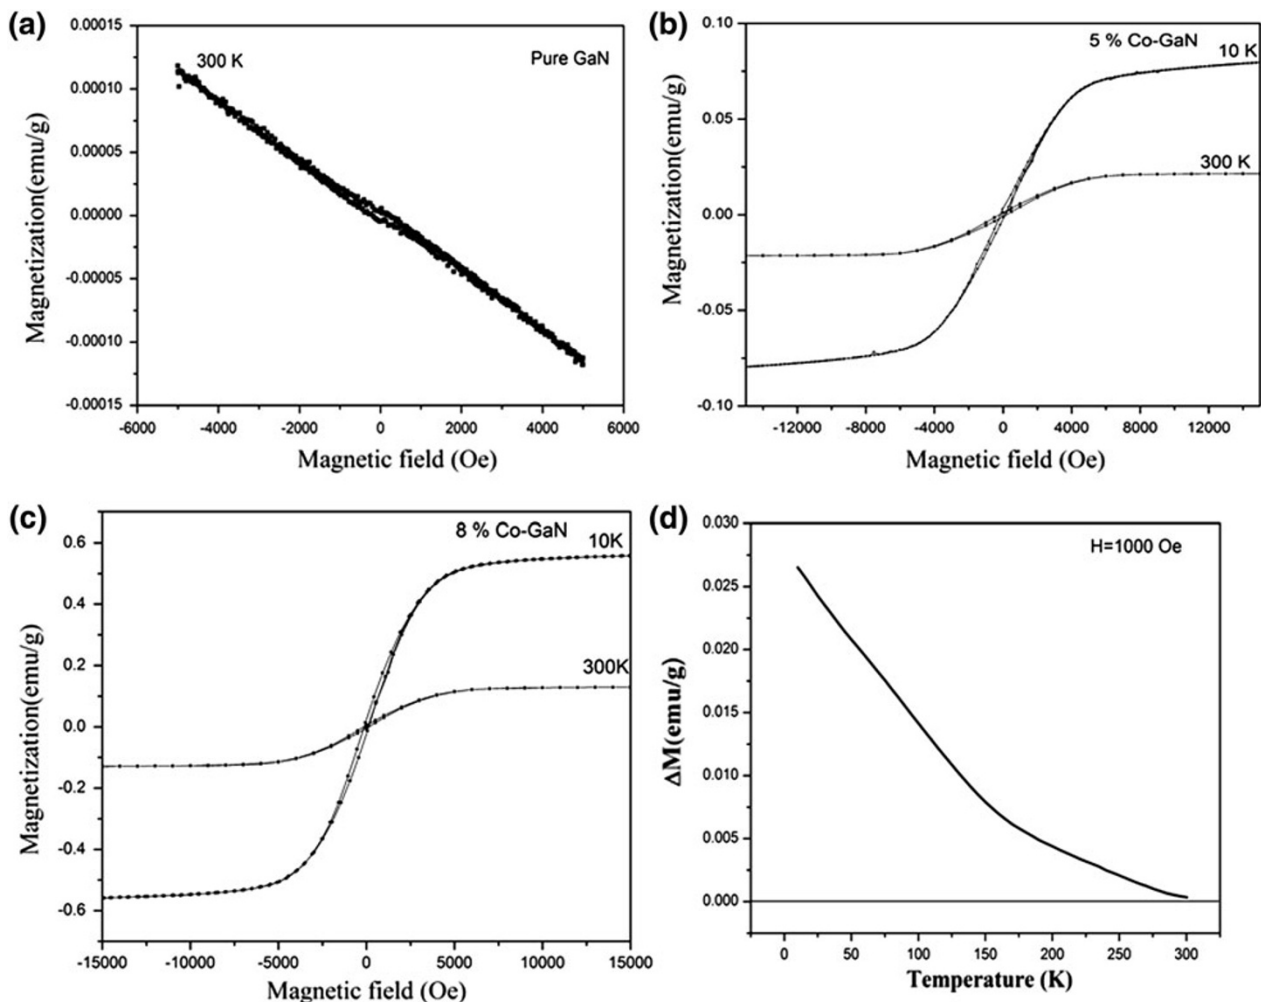 (a)
0.00015
0.00010
0.00005
0.00000
-0.00005
-0.00010
-0.00015
Magnetization(emu/g)
300 K
Pure GaN
-6000 -4000 -2000 0 2000 4000 6000
Magnetic field (Oe)
(b)
0.10
0.05
0.00
-0.05
-0.10
Magnetization(emu/g)
5 % Co-GaN
10 K
300 K
-12000 -8000 -4000 0 4000 8000 12000
Magnetic field (Oe)
(c)
0.6
0.4
0.2
0.0
-0.2
-0.4
-0.6
Magnetization(emu/g)
8 % Co-GaN
10K
300K
-15000 -10000 -5000 0 5000 10000 15000
Magnetic field (Oe)
(d)
0.030
0.025
0.020
0.015
0.010
0.005
0.000
ΔM(emu/g)
H=1000 Oe
0 50 100 150 200 250 300
Temperature (K)